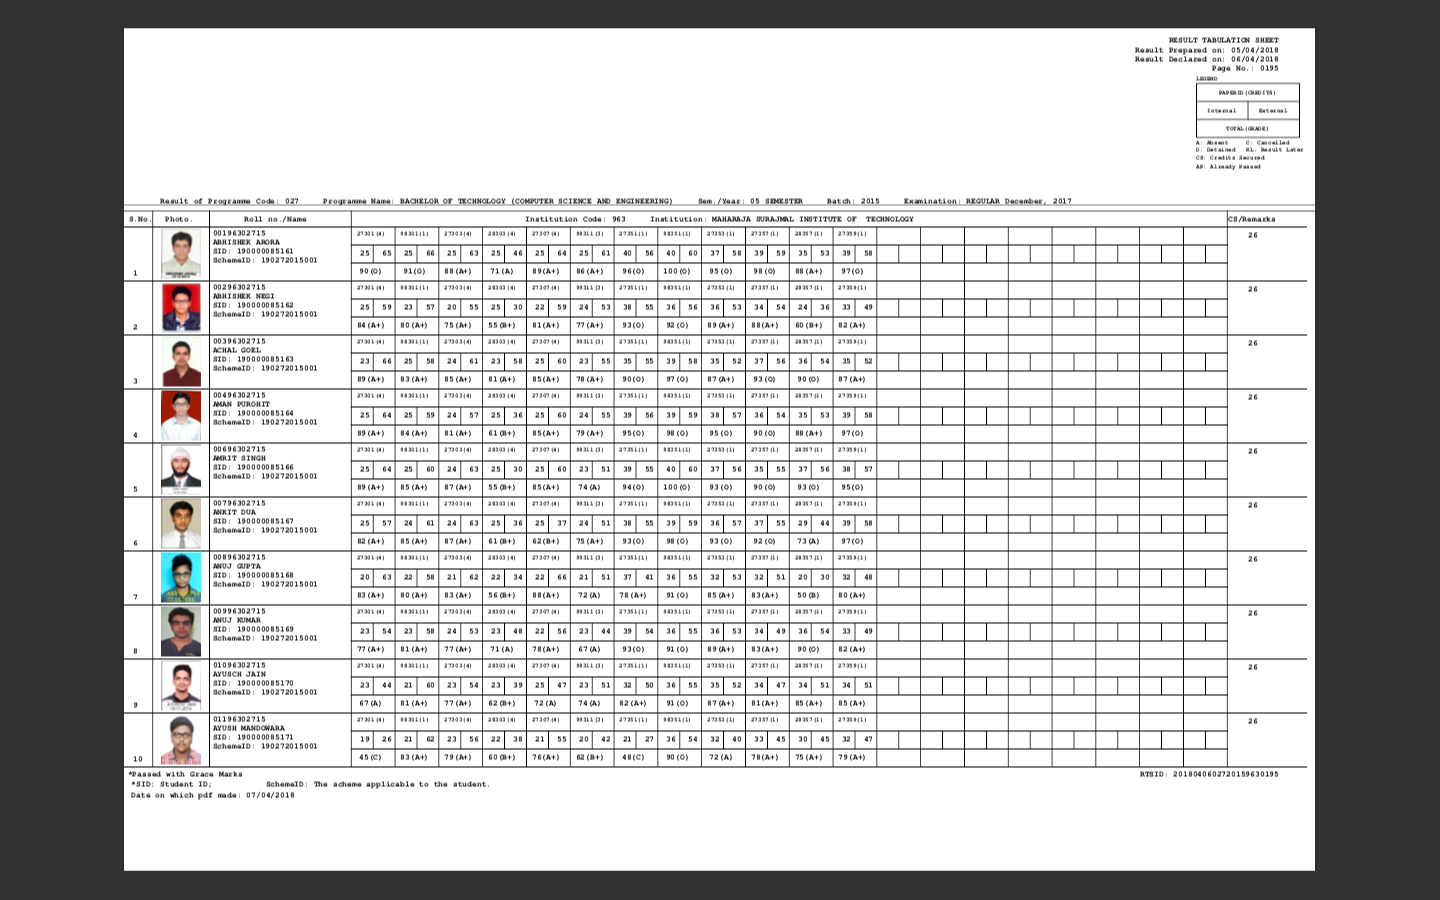 RESULT TABULATION SHEET
Result Prepared on: 05/04/2018
Result Declared on: 06/04/2018
Page No.: 0195
LEGEND
PAPERID(CREDITS)
Internal External
TOTAL(GRADE)
A: Absent C: Cancelled
D: Detained RL: Result Later
CS: Credits Secured
AP: Already Passed
Result of Programme Code: 027 Programme Name: BACHELOR OF TECHNOLOGY (COMPUTER SCIENCE AND ENGINEERING) Sem./Year: 05 SEMESTER Batch: 2015 Examination: REGULAR December, 2017
S.No. Photo. Roll no./Name Institution Code: 963 Institution: MAHARAJA SURAJMAL INSTITUTE OF TECHNOLOGY CS/Remarks
00196302715 27301(4) 98301(1) 27303(4) 28303(4) 27307(4) 99311(3) 27351(1) 98351(1) 27353(1) 27357(1) 28357(1) 27359(1) 26
ABHISHEK ARORA
SID: 190000085161 25 65 25 66 25 63 25 46 25 64 25 61 40 56 40 60 37 58 39 59 35 53 39 58
SchemeID: 190272015001
1 90(O) 91(O) 88(A+) 71(A) 89(A+) 86(A+) 96(O) 100(O) 95(O) 98(O) 88(A+) 97(O)
00296302715 27301(4) 98301(1) 27303(4) 28303(4) 27307(4) 99311(3) 27351(1) 98351(1) 27353(1) 27357(1) 28357(1) 27359(1) 26
ABHISHEK NEGI
SID: 190000085162 25 59 23 57 20 55 25 30 22 59 24 53 38 55 36 56 36 53 34 54 24 36 33 49
SchemeID: 190272015001
2 84(A+) 80(A+) 75(A+) 55(B+) 81(A+) 77(A+) 93(O) 92(O) 89(A+) 88(A+) 60(B+) 82(A+)
00396302715 27301(4) 98301(1) 27303(4) 28303(4) 27307(4) 99311(3) 27351(1) 98351(1) 27353(1) 27357(1) 28357(1) 27359(1) 26
ACHAL GOEL
SID: 190000085163 23 66 25 58 24 61 23 58 25 60 23 55 35 55 39 58 35 52 37 56 36 54 35 52
SchemeID: 190272015001
3 89(A+) 83(A+) 85(A+) 81(A+) 85(A+) 78(A+) 90(O) 97(O) 87(A+) 93(O) 90(O) 87(A+)
00496302715 27301(4) 98301(1) 27303(4) 28303(4) 27307(4) 99311(3) 27351(1) 98351(1) 27353(1) 27357(1) 28357(1) 27359(1) 26
AMAN PUROHIT
SID: 190000085164 25 64 25 59 24 57 25 36 25 60 24 55 39 56 39 59 38 57 36 54 35 53 39 58
SchemeID: 190272015001
4 89(A+) 84(A+) 81(A+) 61(B+) 85(A+) 79(A+) 95(O) 98(O) 95(O) 90(O) 88(A+) 97(O)
00696302715 27301(4) 98301(1) 27303(4) 28303(4) 27307(4) 99311(3) 27351(1) 98351(1) 27353(1) 27357(1) 28357(1) 27359(1) 26
AMRIT SINGH
SID: 190000085166 25 64 25 60 24 63 25 30 25 60 23 51 39 55 40 60 37 56 35 55 37 56 38 57
SchemeID: 190272015001
5 89(A+) 85(A+) 87(A+) 55(B+) 85(A+) 74(A) 94(O) 100(O) 93(O) 90(O) 93(O) 95(O)
00796302715 27301(4) 98301(1) 27303(4) 28303(4) 27307(4) 99311(3) 27351(1) 98351(1) 27353(1) 27357(1) 28357(1) 27359(1) 26
ANKIT DUA
SID: 190000085167 25 57 24 61 24 63 25 36 25 37 24 51 38 55 39 59 36 57 37 55 29 44 39 58
SchemeID: 190272015001
6 82(A+) 85(A+) 87(A+) 61(B+) 62(B+) 75(A+) 93(O) 98(O) 93(O) 92(O) 73(A) 97(O)
00896302715 27301(4) 98301(1) 27303(4) 28303(4) 27307(4) 99311(3) 27351(1) 98351(1) 27353(1) 27357(1) 28357(1) 27359(1) 26
ANUJ GUPTA
SID: 190000085168 20 63 22 58 21 62 22 34 22 66 21 51 37 41 36 55 32 53 32 51 20 30 32 48
SchemeID: 190272015001
7 83(A+) 80(A+) 83(A+) 56(B+) 88(A+) 72(A) 78(A+) 91(O) 85(A+) 83(A+) 50(B) 80(A+)
00996302715 27301(4) 98301(1) 27303(4) 28303(4) 27307(4) 99311(3) 27351(1) 98351(1) 27353(1) 27357(1) 28357(1) 27359(1) 26
ANUJ KUMAR
SID: 190000085169 23 54 23 58 24 53 23 48 22 56 23 44 39 54 36 55 36 53 34 49 36 54 33 49
SchemeID: 190272015001
8 77(A+) 81(A+) 77(A+) 71(A) 78(A+) 67(A) 93(O) 91(O) 89(A+) 83(A+) 90(O) 82(A+)
01096302715 27301(4) 98301(1) 27303(4) 28303(4) 27307(4) 99311(3) 27351(1) 98351(1) 27353(1) 27357(1) 28357(1) 27359(1) 26
AYUSCH JAIN
SID: 190000085170 23 44 21 60 23 54 23 39 25 47 23 51 32 50 36 55 35 52 34 47 34 51 34 51
SchemeID: 190272015001
9 67(A) 81(A+) 77(A+) 62(B+) 72(A) 74(A) 82(A+) 91(O) 87(A+) 81(A+) 85(A+) 85(A+)
01196302715 27301(4) 98301(1) 27303(4) 28303(4) 27307(4) 99311(3) 27351(1) 98351(1) 27353(1) 27357(1) 28357(1) 27359(1) 26
AYUSH MANDOWARA
SID: 190000085171 19 26 21 62 23 56 22 38 21 55 20 42 21 27 36 54 32 40 33 45 30 45 32 47
SchemeID: 190272015001
10 45(C) 83(A+) 79(A+) 60(B+) 76(A+) 62(B+) 48(C) 90(O) 72(A) 78(A+) 75(A+) 79(A+)
*Passed with Grace Marks RTSID: 2018040602720159630195
*SID: Student ID; SchemeID: The scheme applicable to the student.
Date on which pdf made: 07/04/2018